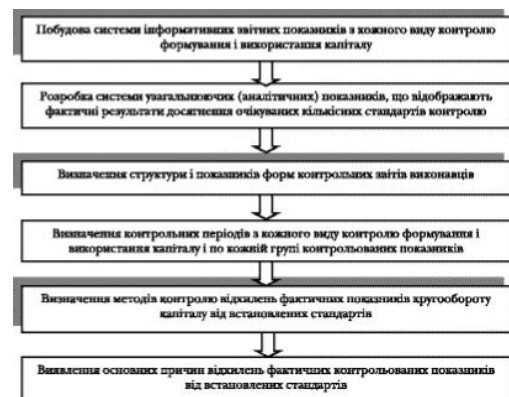 Побудова системи інформативних звітних показників з кожного виду контролю
формування і використання капіталу
Розробка системи узагальнюючих (аналітичних) показників, що відображають
фактичні результати досягнення очікуваних кількісних стандартів контролю
Визначення структури і показників форм контрольних звітів виконавців
Визначення контрольних періодів з кожного виду контролю формування і
використання капіталу і по кожній групі контрольованих показників
Визначення методів контролю відхилень фактичних показників кругообороту
капіталу від встановлених стандартів
Виявлення основних причин відхилень фактичних контрольованих показників
від встановлених стандартів